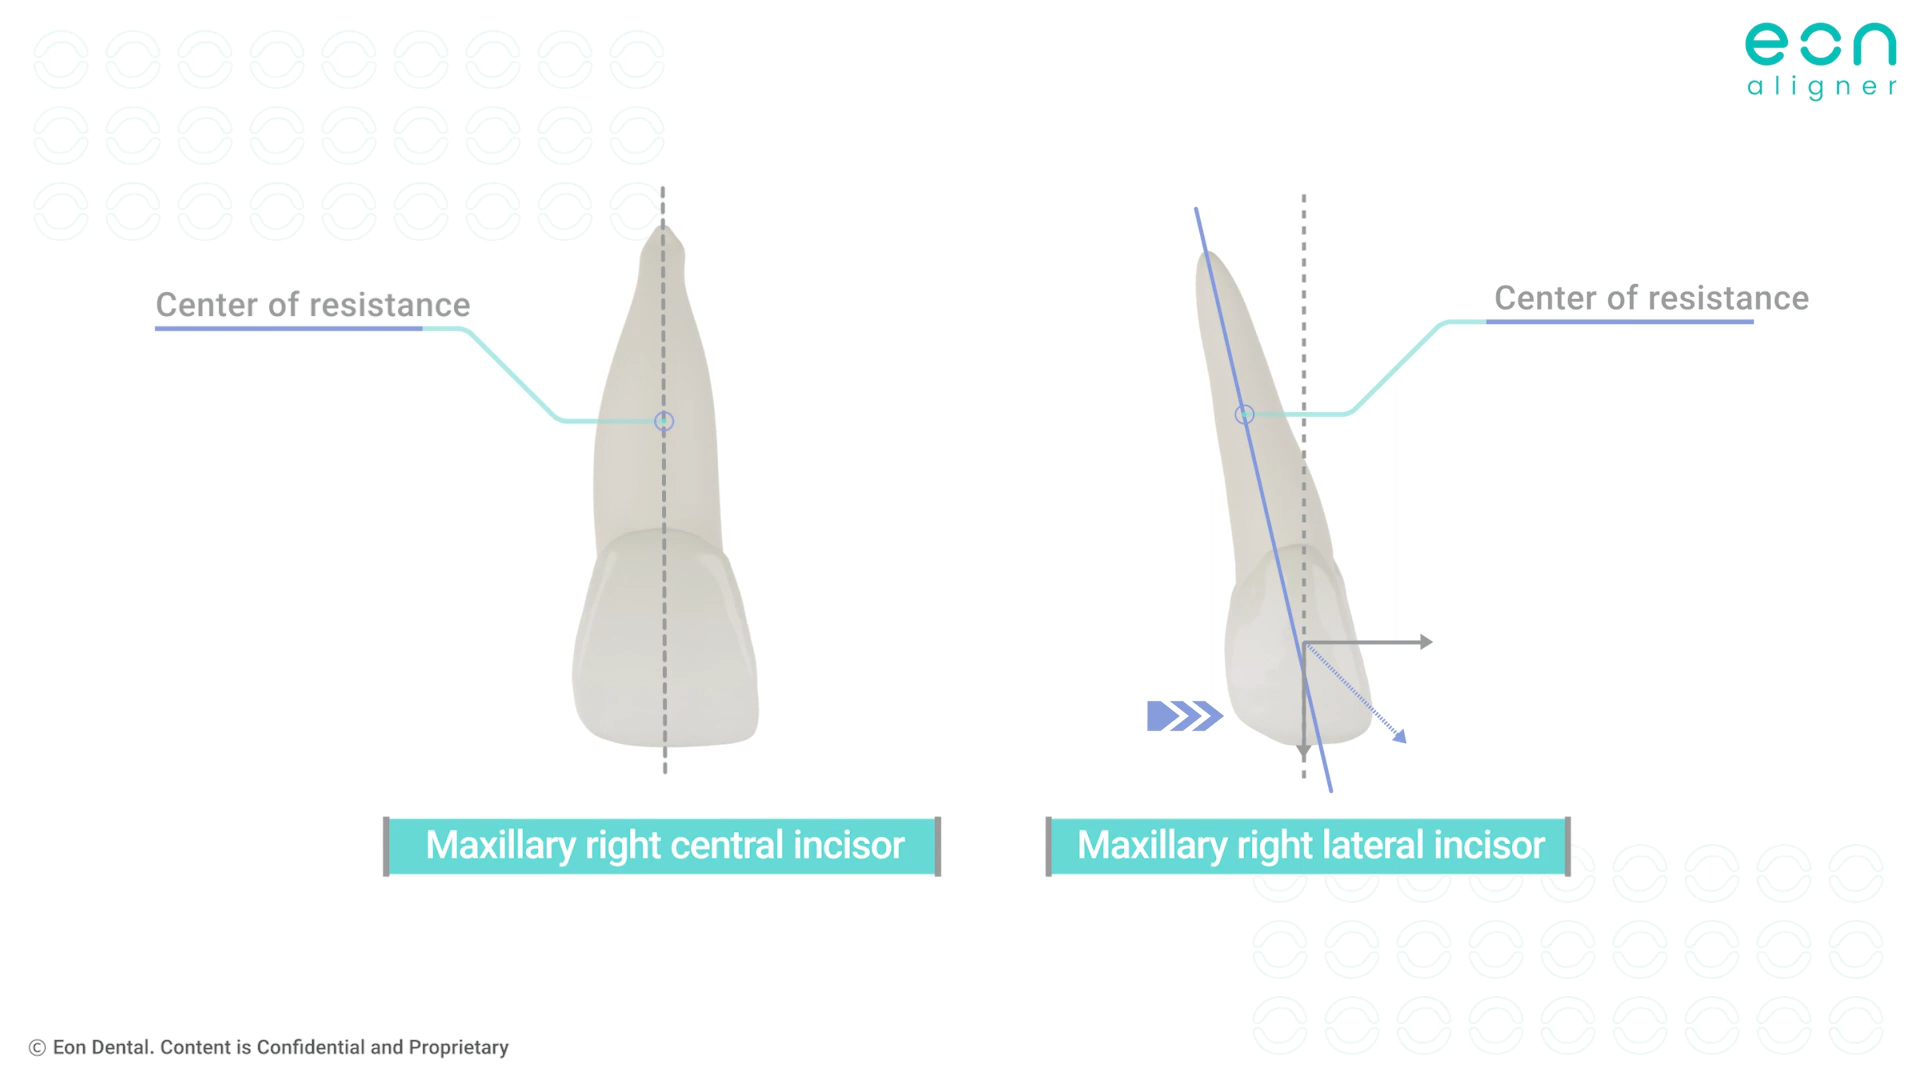 eon
aligner
Center of resistance
Center of resistance
Maxillary right central incisor
Maxillary right lateral incisor
© Eon Dental. Content is Confidential and Proprietary